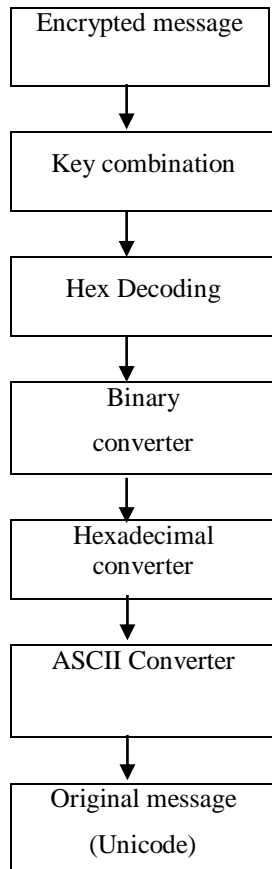 Encrypted message
Key combination
Hex Decoding
Binary
converter
Hexadecimal
converter
ASCII Converter
Original message
(Unicode)